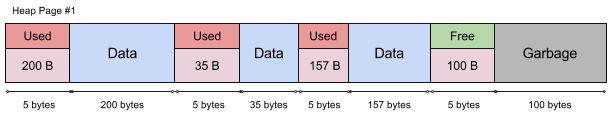 Heap Page #1
Used
Used
Used
Free
Data
Data
Data
Garbage
200 B
35 B
157 B
100 B
5 bytes
200 bytes
5 bytes
35 bytes
5 bytes
157 bytes
5 bytes
100 bytes